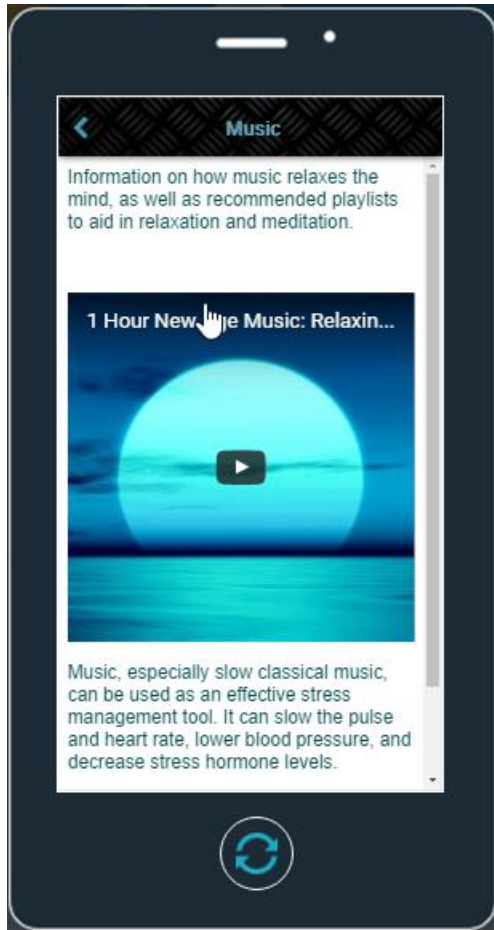 Music
Information on how music relaxes the
mind, as well as recommended playlists
to aid in relaxation and meditation.
1 Hour New ge Music: Relaxin...
Music, especially slow classical music,
can be used as an effective stress
management tool. It can slow the pulse
and heart rate, lower blood pressure, and
decrease stress hormone levels.